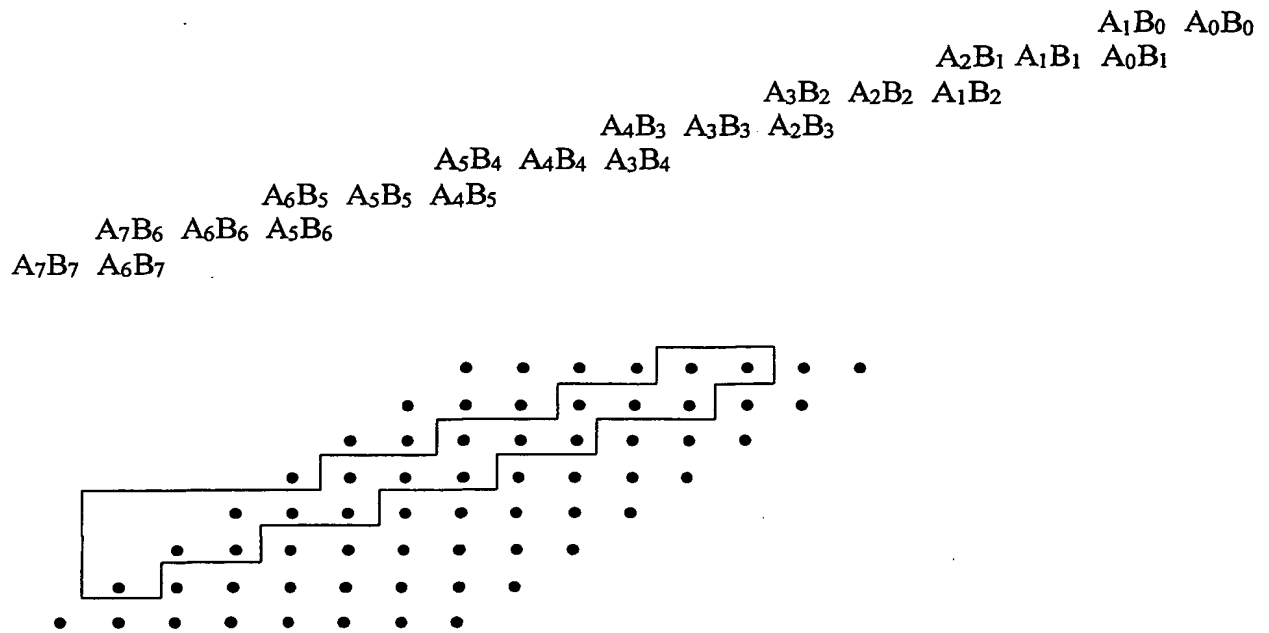 A₁B₀ A₀B₀
A₂B₁ A₁B₁ A₀B₁
A₃B₂ A₂B₂ A₁B₂
A₄B₃ A₃B₃ A₂B₃
A₅B₄ A₄B₄ A₃B₄
A₆B₅ A₅B₅ A₄B₅
A₇B₆ A₆B₆ A₅B₆
A₇B₇ A₆B₇